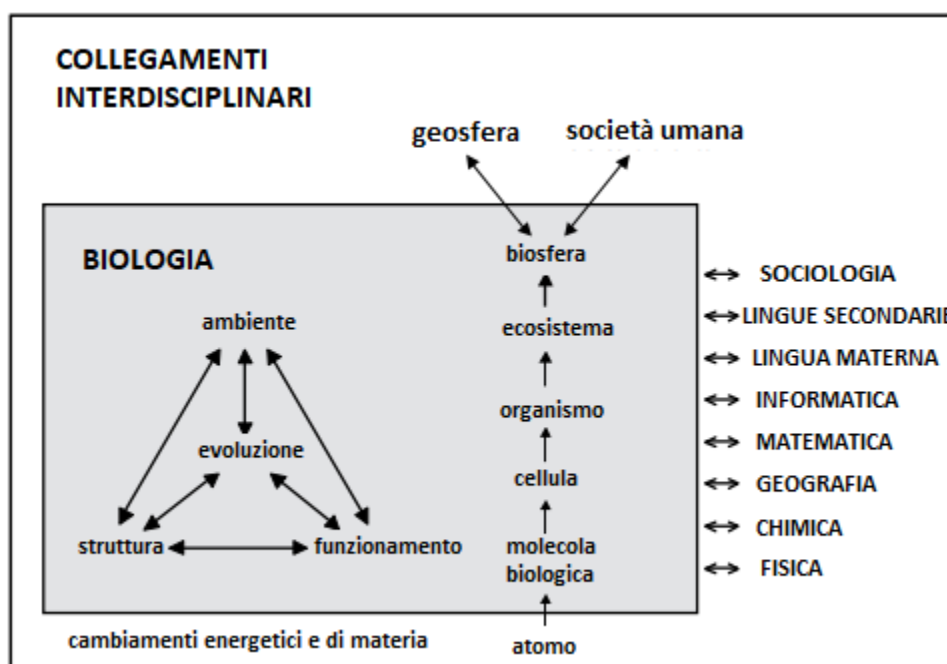 COLLEGAMENTI
INTERDISCIPLINARI
geosfera
società umana
BIOLOGIA
biosfera
ambiente
ecosistema
organismo
evoluzione
cellula
struttura
funzionamento
molecola
biologica
SOCIOLOGIA
LINGUE SECONDARIE
LINGUA MATERNA
INFORMATICA
MATEMATICA
GEOGRAFIA
CHIMICA
FISICA
cambiamenti energetici e di materia
atomo